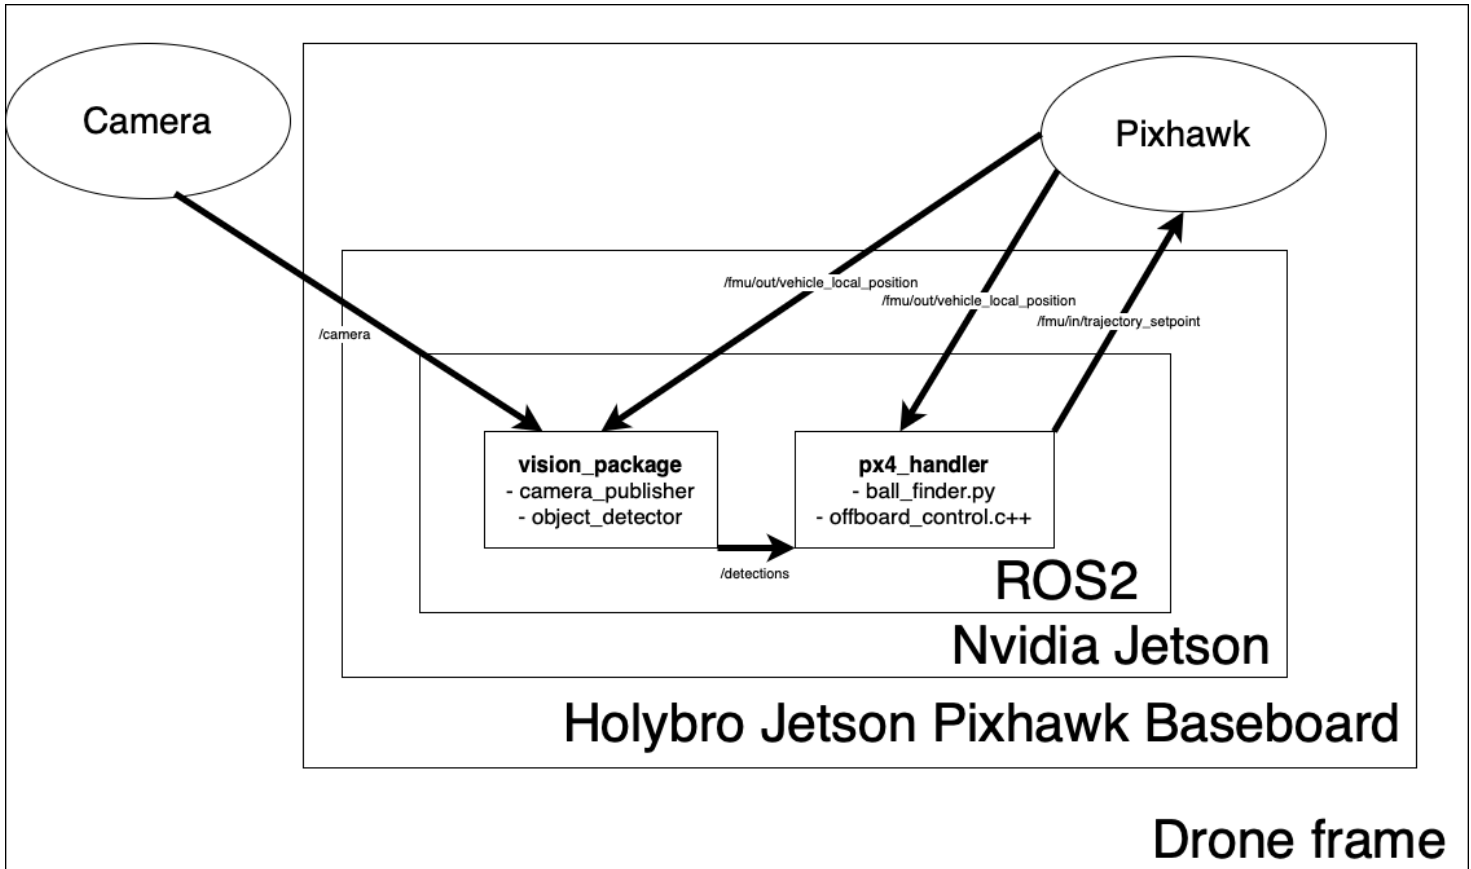 Camera
Pixhawk
/fmu/out/vehicle_local_position
/fmu/out/vehicle_local_position
/fmu/in/trajectory_setpoint
/camera
vision_package
- camera_publisher
- object_detector
px4_handler
- ball_finder.py
- offboard_control.c++
/detections
ROS2
Nvidia Jetson
Holybro Jetson Pixhawk Baseboard
Drone frame